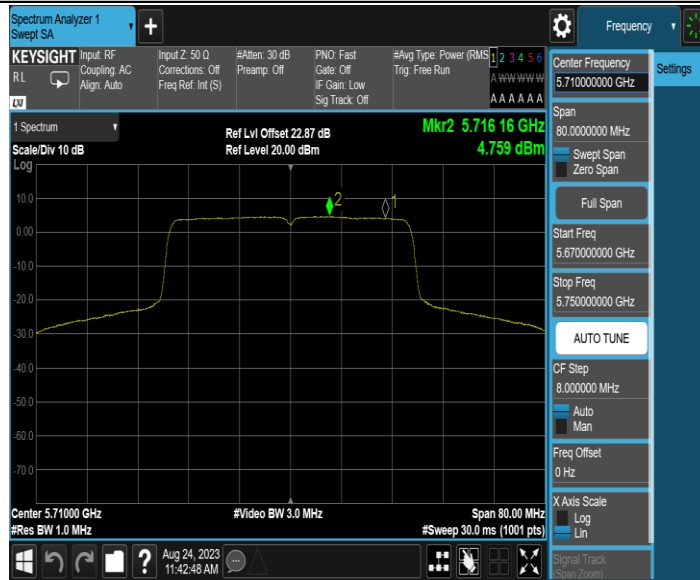 Spectrum Analyzer 1
Swept SA
+
Frequency
KEYSIGHT
RL
LXI
Input: RF
Coupling: AC
Align: Auto
Input Z: 50 Ω
Corrections: Off
Freq Ref: Int (S)
#Atten: 30 dB
Preamp: Off
PNO: Fast
Gate: Off
IF Gain: Low
Sig Track: Off
#Avg Type: Power (RMS
Trig: Free Run
1 2 3 4 5 6
A WW WW W
A A A A A A
Center Frequency
5.710000000 GHz
Settings
Span
80.0000000 MHz
Swept Span
Zero Span
Full Span
Start Freq
5.670000000 GHz
Stop Freq
5.750000000 GHz
AUTO TUNE
CF Step
8.000000 MHz
Auto
Man
Freq Offset
0 Hz
X Axis Scale
Log
Lin
Signal Track
(Span Zoom)
1 Spectrum
Scale/Div 10 dB
Ref Lvl Offset 22.87 dB
Ref Level 20.00 dBm
Mkr2 5.716 16 GHz
4.759 dBm
Log
10.0
0.00
-10.0
-20.0
-30.0
-40.0
-50.0
-60.0
-70.0
2
1
Center 5.71000 GHz
#Res BW 1.0 MHz
#Video BW 3.0 MHz
Span 80.00 MHz
#Sweep 30.0 ms (1001 pts)
?
Aug 24, 2023
11:42:48 AM